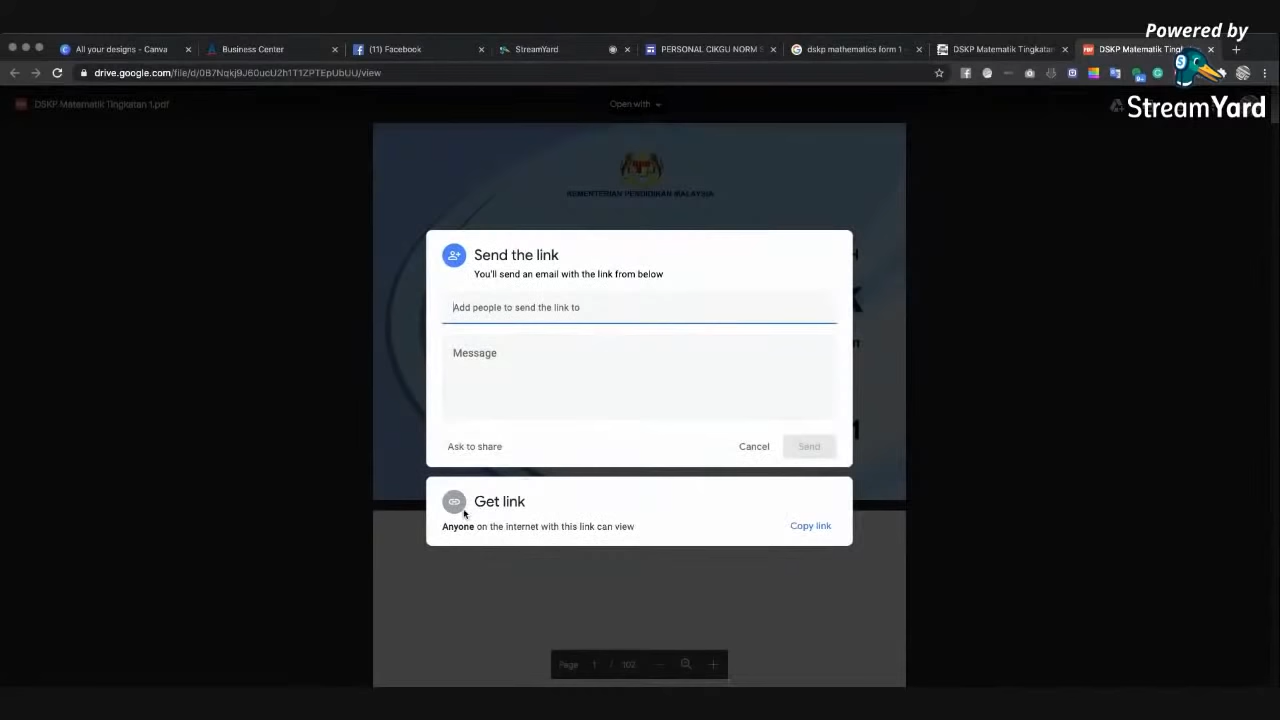 Powered by
StreamYard
All your designs - Canva
Business Center
(11) Facebook
StreamYard
PERSONAL CIKGU NORM S
dskp mathematics form 1 -
DSKP Matematik Tingkatan
DSKP Matematik Ting
drive.google.com/file/d/0B7Nqkj9J60ucU2h1T1ZPTEpUbUU/view
DSKP Matematik Tingkatan 1.pdf
Open with
KEMENTERIAN PENDIDIKAN MALAYSIA
Send the link
You'll send an email with the link from below
Add people to send the link to
Message
Ask to share
Cancel
Send
Get link
Anyone on the internet with this link can view
Copy link
Page 1 / 102